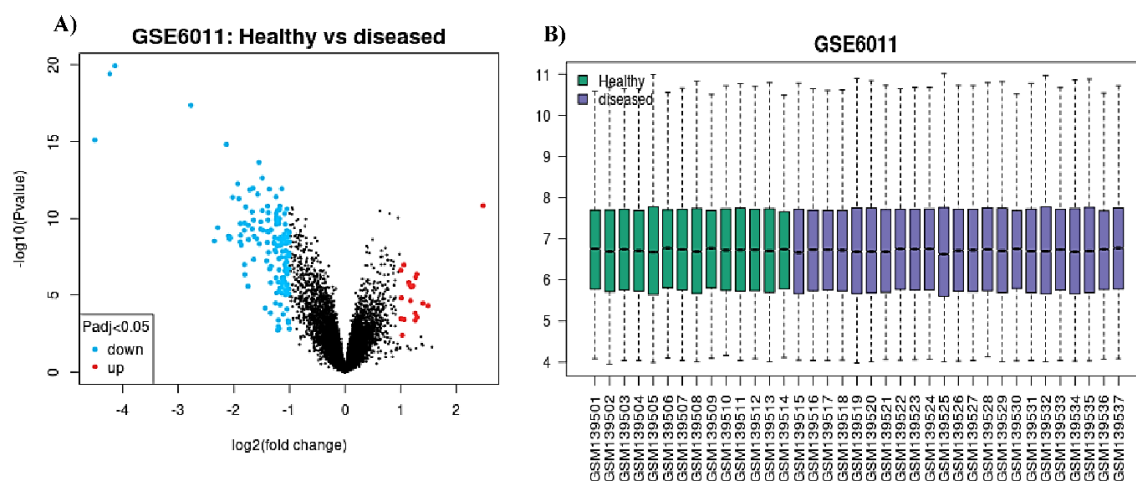 A)
GSE6011: Healthy vs diseased
20
15
10
5
0
-log10(Pvalue)
Padj<0.05
down
up
-4 -3 -2 -1 0 1 2
log2(fold change)
B)
GSE6011
Healthy
diseased
11
10
9
8
7
6
5
4
GSM139501
GSM139502
GSM139503
GSM139504
GSM139505
GSM139506
GSM139507
GSM139508
GSM139509
GSM139510
GSM139511
GSM139512
GSM139513
GSM139514
GSM139515
GSM139516
GSM139517
GSM139518
GSM139519
GSM139520
GSM139521
GSM139522
GSM139523
GSM139524
GSM139525
GSM139526
GSM139527
GSM139528
GSM139529
GSM139530
GSM139531
GSM139532
GSM139533
GSM139534
GSM139535
GSM139536
GSM139537